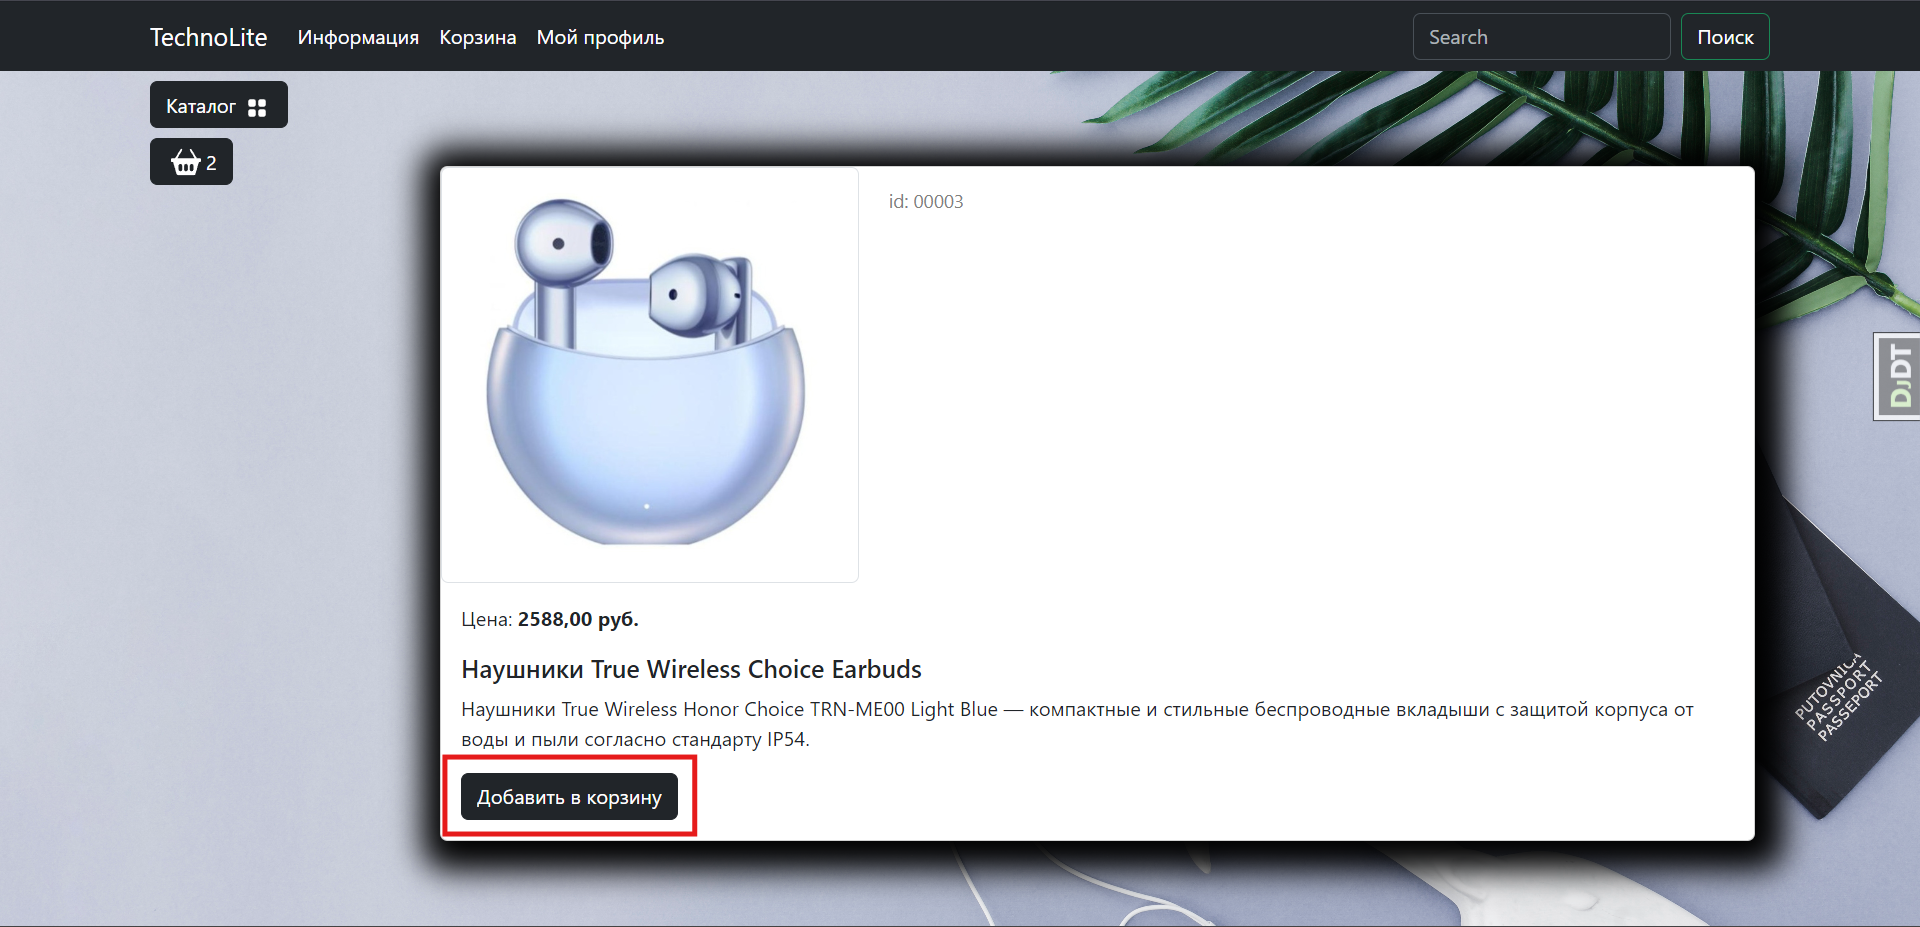 TechnoLite Информация Корзина Мой профиль Search Поиск
Каталог
2
id: 00003
DjDT
Цена: 2588,00 руб.
Наушники True Wireless Choice Earbuds
Наушники True Wireless Honor Choice TRN-ME00 Light Blue — компактные и стильные беспроводные вкладыши с защитой корпуса от
воды и пыли согласно стандарту IP54.
Добавить в корзину
PUTOVNICA
PASSPORT
PASSEPORT